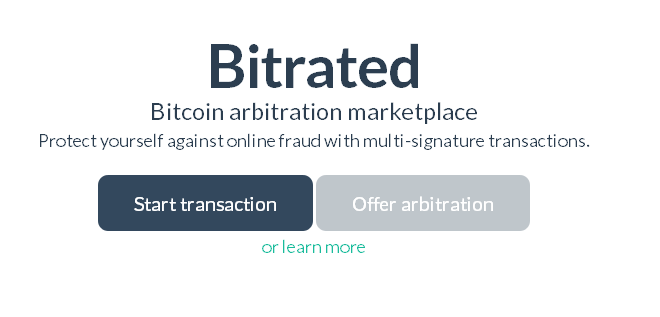 Bitrated
Bitcoin arbitration marketplace
Protect yourself against online fraud with multi-signature transactions.
Start transaction
Offer arbitration
or learn more